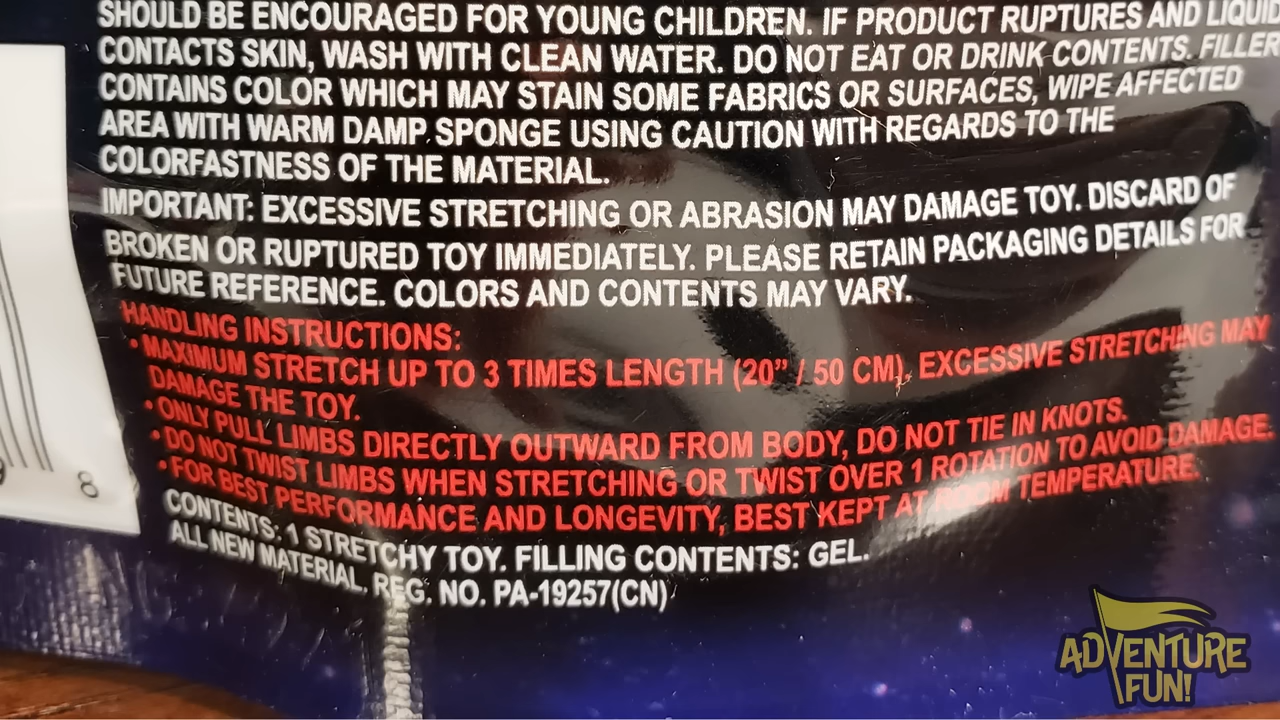 SHOULD BE ENCOURAGED FOR YOUNG CHILDREN. IF PRODUCT RUPTURES AND LIQUID
CONTACTS SKIN, WASH WITH CLEAN WATER. DO NOT EAT OR DRINK CONTENTS. FILLER
CONTAINS COLOR WHICH MAY STAIN SOME FABRICS OR SURFACES, WIPE AFFECTED
AREA WITH WARM DAMP SPONGE USING CAUTION WITH REGARDS TO THE
COLORFASTNESS OF THE MATERIAL.
IMPORTANT: EXCESSIVE STRETCHING OR ABRASION MAY DAMAGE TOY. DISCARD OF
BROKEN OR RUPTURED TOY IMMEDIATELY. PLEASE RETAIN PACKAGING DETAILS FOR
FUTURE REFERENCE. COLORS AND CONTENTS MAY VARY.
HANDLING INSTRUCTIONS:
• MAXIMUM STRETCH UP TO 3 TIMES LENGTH (20" / 50 CM), EXCESSIVE STRETCHING MAY
DAMAGE THE TOY.
• ONLY PULL LIMBS DIRECTLY OUTWARD FROM BODY, DO NOT TIE IN KNOTS.
• DO NOT TWIST LIMBS WHEN STRETCHING OR TWIST OVER 1 ROTATION TO AVOID DAMAGE.
• FOR BEST PERFORMANCE AND LONGEVITY, BEST KEPT AT ROOM TEMPERATURE.
CONTENTS: 1 STRETCHY TOY. FILLING CONTENTS: GEL.
ALL NEW MATERIAL. REG. NO. PA-19257(CN)
8
ADVENTURE
FUN!